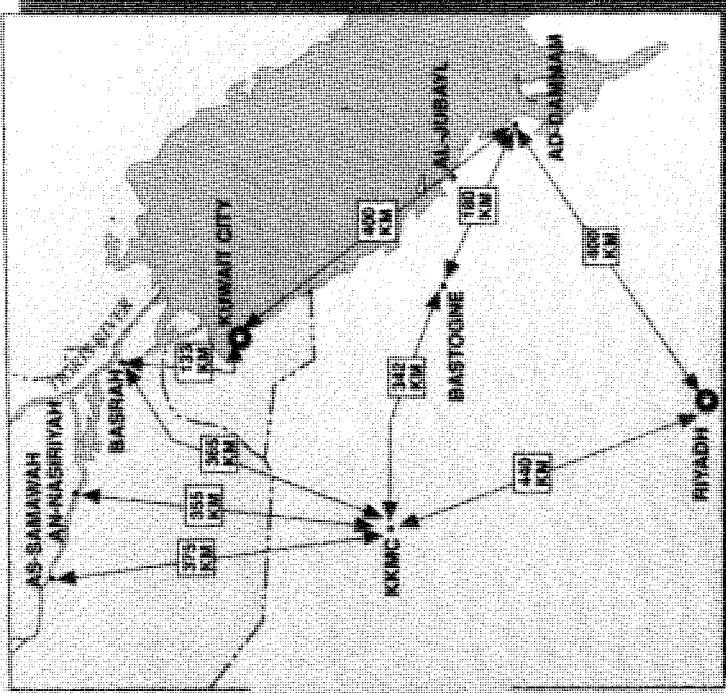 AD-DAMMAM
AL-JUBAYL
KUWAIT CITY
RIVER
BASRAH
AN-NASIRIYAH
AS-SAMAWAH
BASTOGNE
KKMC
RIYADH
400
KM
180
KM
KM
135
KM
342
KM
365
KM
355
KM
375
KM
440
KM